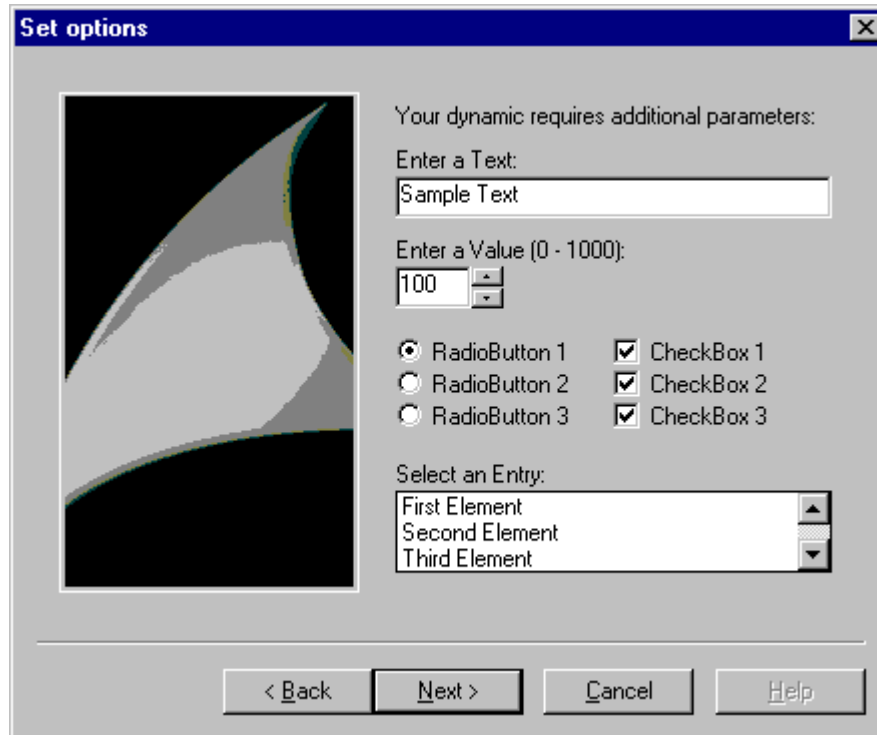 Set options
Your dynamic requires additional parameters:
Enter a Text:
Sample Text
Enter a Value (0 - 1000):
100
RadioButton 1 CheckBox 1
RadioButton 2 CheckBox 2
RadioButton 3 CheckBox 3
Select an Entry:
First Element
Second Element
Third Element
< Back Next > Cancel Help